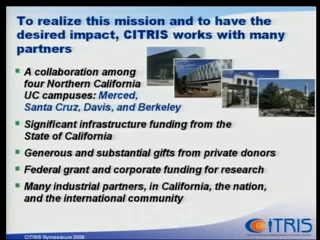 To realize this mission and to have the
desired impact, CITRIS works with many
partners
A collaboration among
four Northern California
UC campuses: Merced,
Santa Cruz, Davis, and Berkeley
Significant infrastructure funding from the
State of California
Generous and substantial gifts from private donors
Federal grant and corporate funding for research
Many industrial partners, in California, the nation,
and the international community
CITRIS
CITRIS Symposium 2006